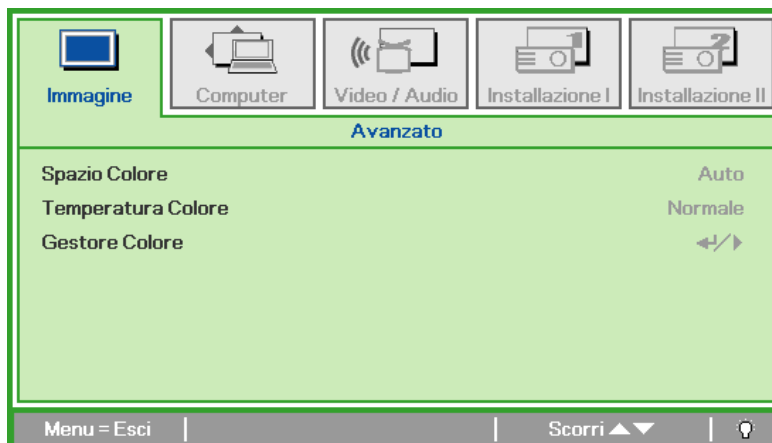 Immagine Computer Video / Audio Installazione I Installazione II
Avanzato
Spazio Colore Auto
Temperatura Colore Normale
Gestore Colore
Menu = Esci Scorri